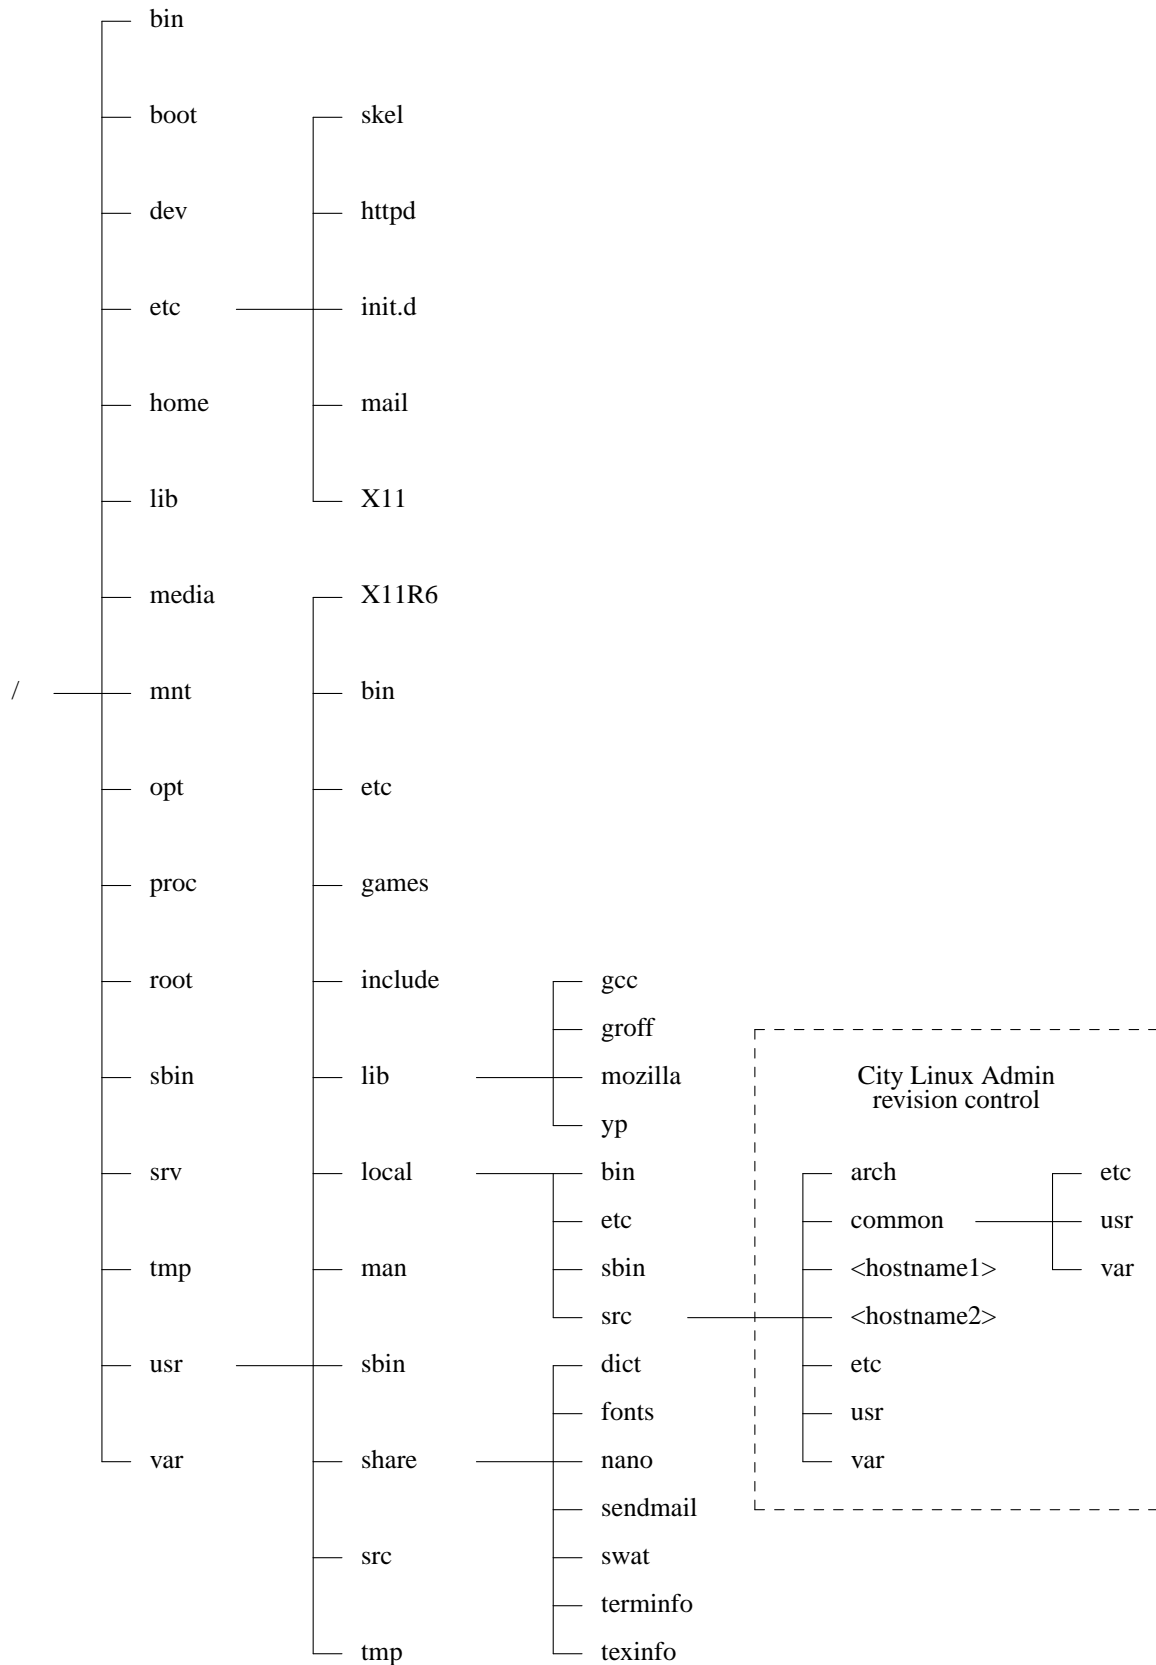 bin
boot
skel
dev
httpd
etc
init.d
home
mail
lib
X11
media
X11R6
/
mnt
bin
opt
etc
proc
games
root
include
gcc
groff
sbin
lib
mozilla
City Linux Admin
revision control
yp
srv
local
bin
arch
etc
etc
common
usr
tmp
man
sbin
<hostname1>
var
src
<hostname2>
usr
sbin
dict
etc
fonts
usr
var
share
nano
var
sendmail
src
swat
terminfo
tmp
texinfo